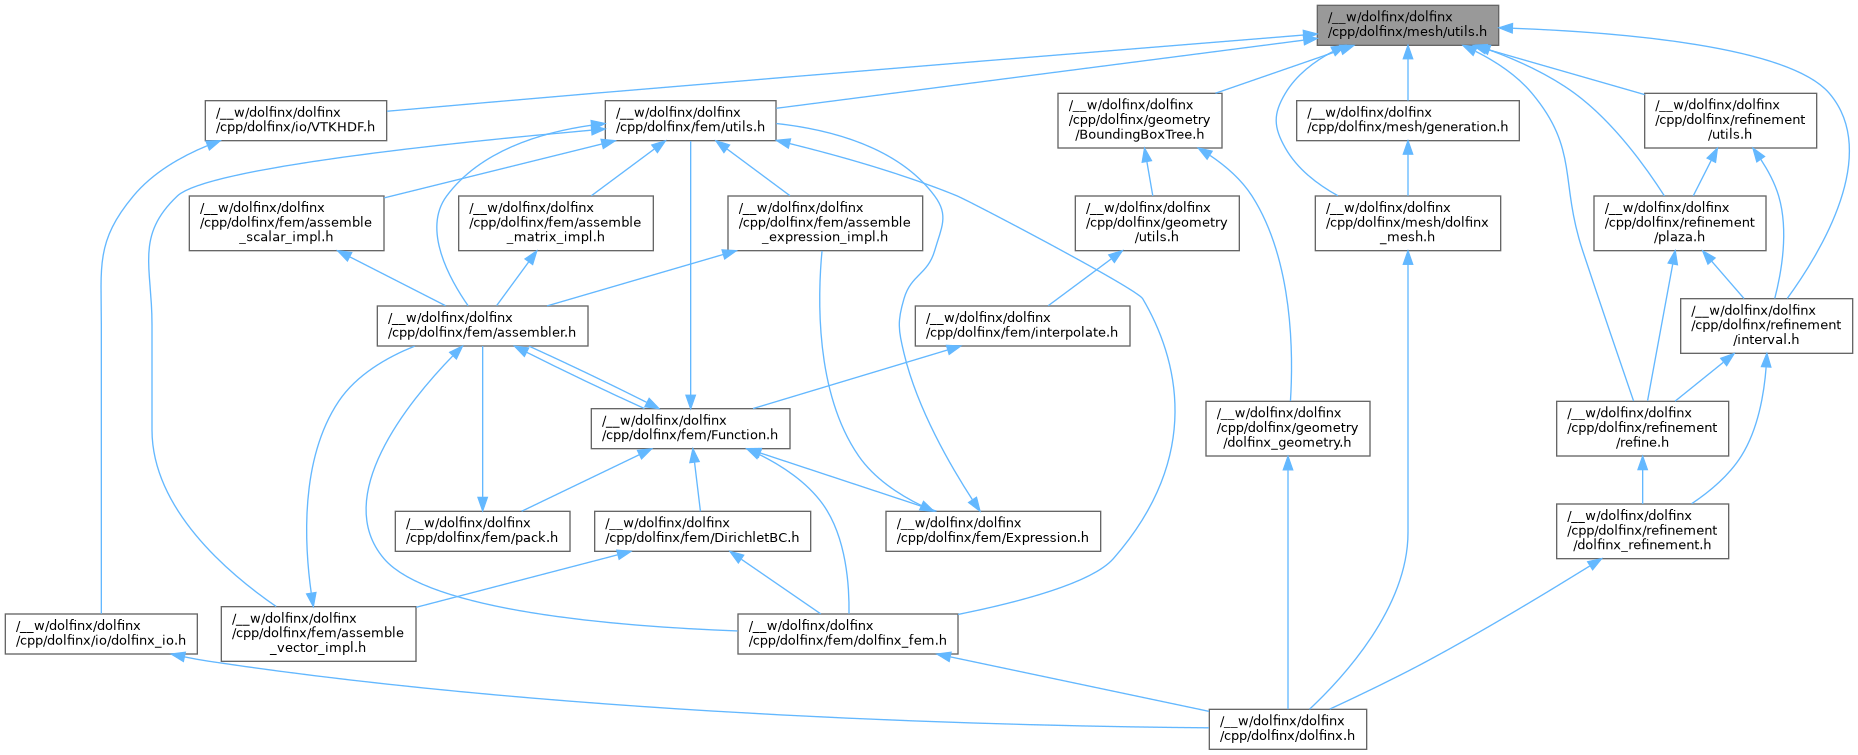 /__w/dolfinx/dolfinx
/cpp/dolfinx/mesh/utils.h
/__w/dolfinx/dolfinx
/cpp/dolfinx/io/VTKHDF.h
/__w/dolfinx/dolfinx
/cpp/dolfinx/fem/utils.h
/__w/dolfinx/dolfinx
/cpp/dolfinx/geometry
/BoundingBoxTree.h
/__w/dolfinx/dolfinx
/cpp/dolfinx/mesh/generation.h
/__w/dolfinx/dolfinx
/cpp/dolfinx/refinement
/utils.h
/__w/dolfinx/dolfinx
/cpp/dolfinx/fem/assemble
_scalar_impl.h
/__w/dolfinx/dolfinx
/cpp/dolfinx/fem/assemble
_matrix_impl.h
/__w/dolfinx/dolfinx
/cpp/dolfinx/fem/assemble
_expression_impl.h
/__w/dolfinx/dolfinx
/cpp/dolfinx/geometry
/utils.h
/__w/dolfinx/dolfinx
/cpp/dolfinx/mesh/dolfinx
_mesh.h
/__w/dolfinx/dolfinx
/cpp/dolfinx/refinement
/plaza.h
/__w/dolfinx/dolfinx
/cpp/dolfinx/fem/assembler.h
/__w/dolfinx/dolfinx
/cpp/dolfinx/fem/interpolate.h
/__w/dolfinx/dolfinx
/cpp/dolfinx/refinement
/interval.h
/__w/dolfinx/dolfinx
/cpp/dolfinx/fem/Function.h
/__w/dolfinx/dolfinx
/cpp/dolfinx/geometry
/dolfinx_geometry.h
/__w/dolfinx/dolfinx
/cpp/dolfinx/refinement
/refine.h
/__w/dolfinx/dolfinx
/cpp/dolfinx/fem/pack.h
/__w/dolfinx/dolfinx
/cpp/dolfinx/fem/DirichletBC.h
/__w/dolfinx/dolfinx
/cpp/dolfinx/fem/Expression.h
/__w/dolfinx/dolfinx
/cpp/dolfinx/refinement
/dolfinx_refinement.h
/__w/dolfinx/dolfinx
/cpp/dolfinx/io/dolfinx_io.h
/__w/dolfinx/dolfinx
/cpp/dolfinx/fem/assemble
_vector_impl.h
/__w/dolfinx/dolfinx
/cpp/dolfinx/fem/dolfinx_fem.h
/__w/dolfinx/dolfinx
/cpp/dolfinx/dolfinx.h